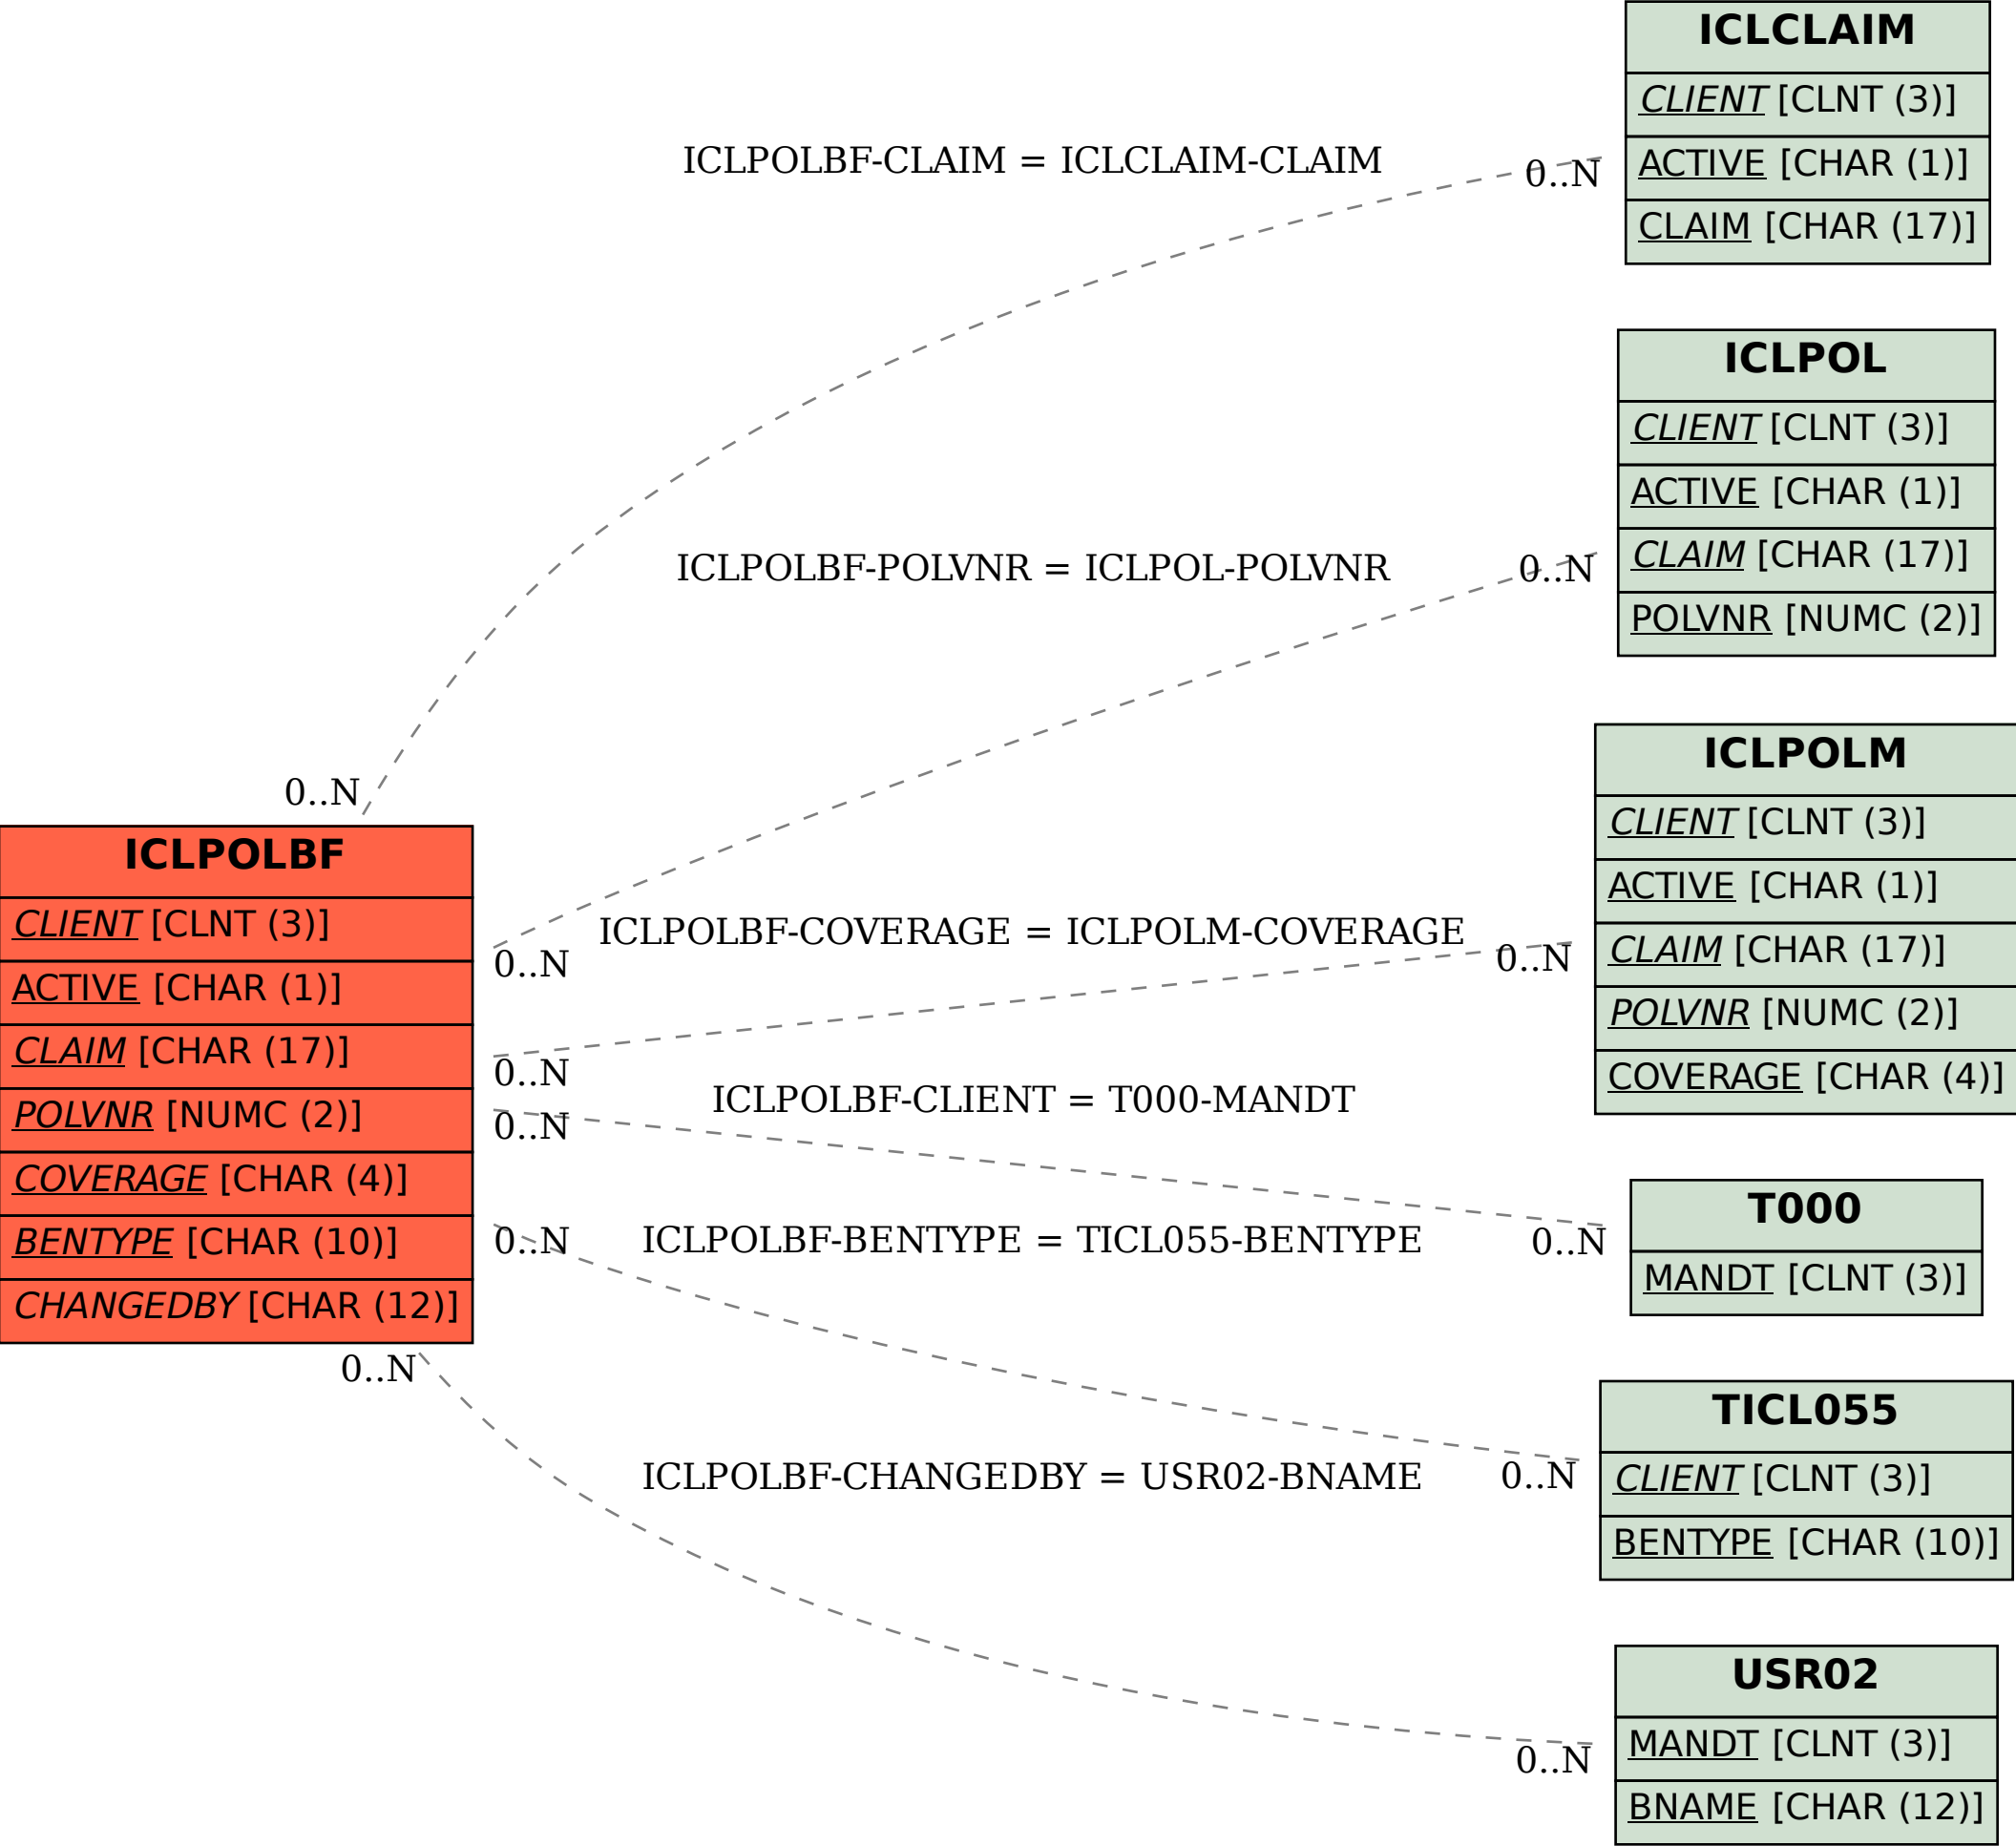 ICLCLAIM
CLIENT [CLNT (3)]
ACTIVE [CHAR (1)]
CLAIM [CHAR (17)]
ICLPOLBF-CLAIM = ICLCLAIM-CLAIM
0..N
0..N
ICLPOL
CLIENT [CLNT (3)]
ACTIVE [CHAR (1)]
CLAIM [CHAR (17)]
POLVNR [NUMC (2)]
ICLPOLBF-POLVNR = ICLPOL-POLVNR
0..N
0..N
ICLPOLM
CLIENT [CLNT (3)]
ACTIVE [CHAR (1)]
CLAIM [CHAR (17)]
POLVNR [NUMC (2)]
COVERAGE [CHAR (4)]
ICLPOLBF
CLIENT [CLNT (3)]
ACTIVE [CHAR (1)]
CLAIM [CHAR (17)]
POLVNR [NUMC (2)]
COVERAGE [CHAR (4)]
BENTYPE [CHAR (10)]
CHANGEDBY [CHAR (12)]
ICLPOLBF-COVERAGE = ICLPOLM-COVERAGE
0..N
0..N
ICLPOLBF-CLIENT = T000-MANDT
0..N
0..N
T000
MANDT [CLNT (3)]
ICLPOLBF-BENTYPE = TICL055-BENTYPE
0..N
0..N
TICL055
CLIENT [CLNT (3)]
BENTYPE [CHAR (10)]
ICLPOLBF-CHANGEDBY = USR02-BNAME
0..N
0..N
USR02
MANDT [CLNT (3)]
BNAME [CHAR (12)]